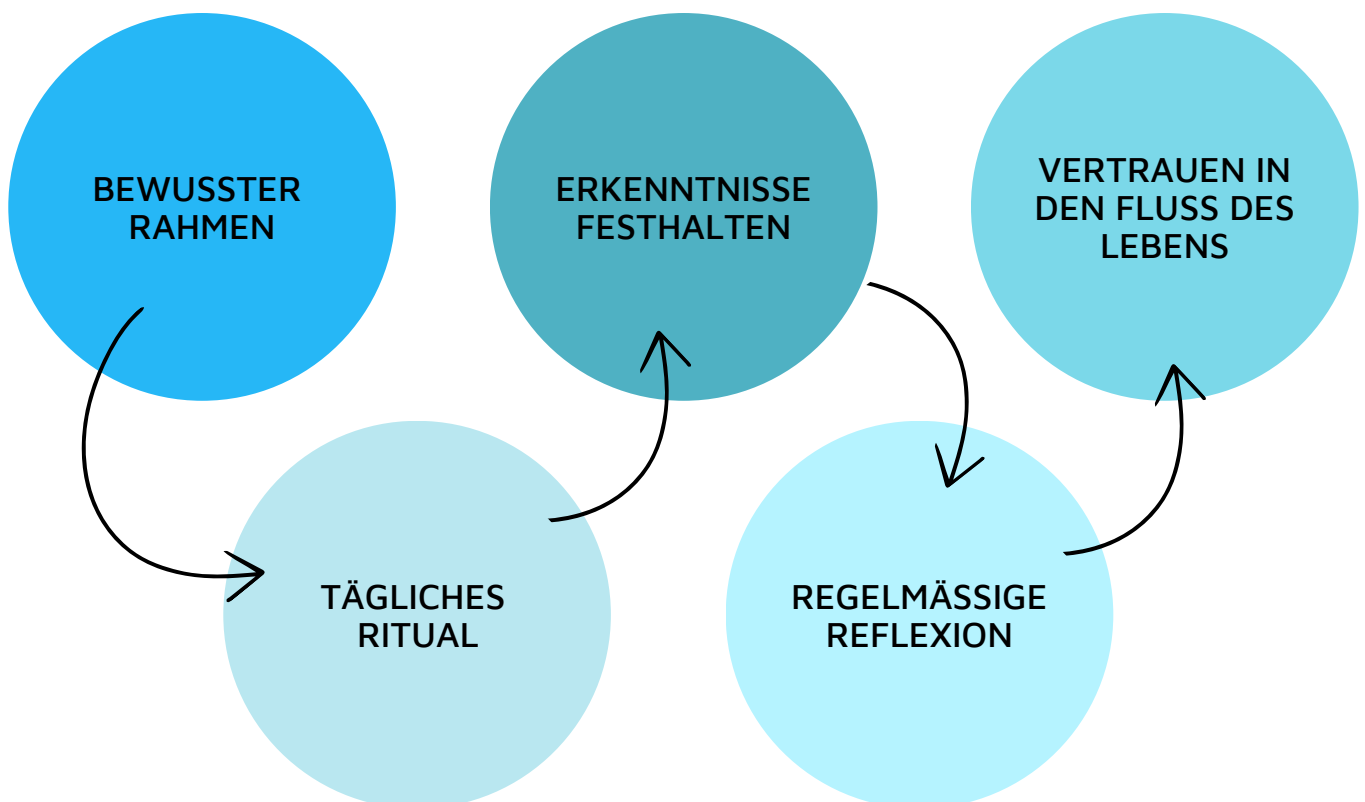 BEWUSSTER
RAHMEN
TÄGLICHES
RITUAL
ERKENNTNISSE
FESTHALTEN
REGELMÄSSIGE
REFLEXION
VERTRAUEN IN
DEN FLUSS DES
LEBENS